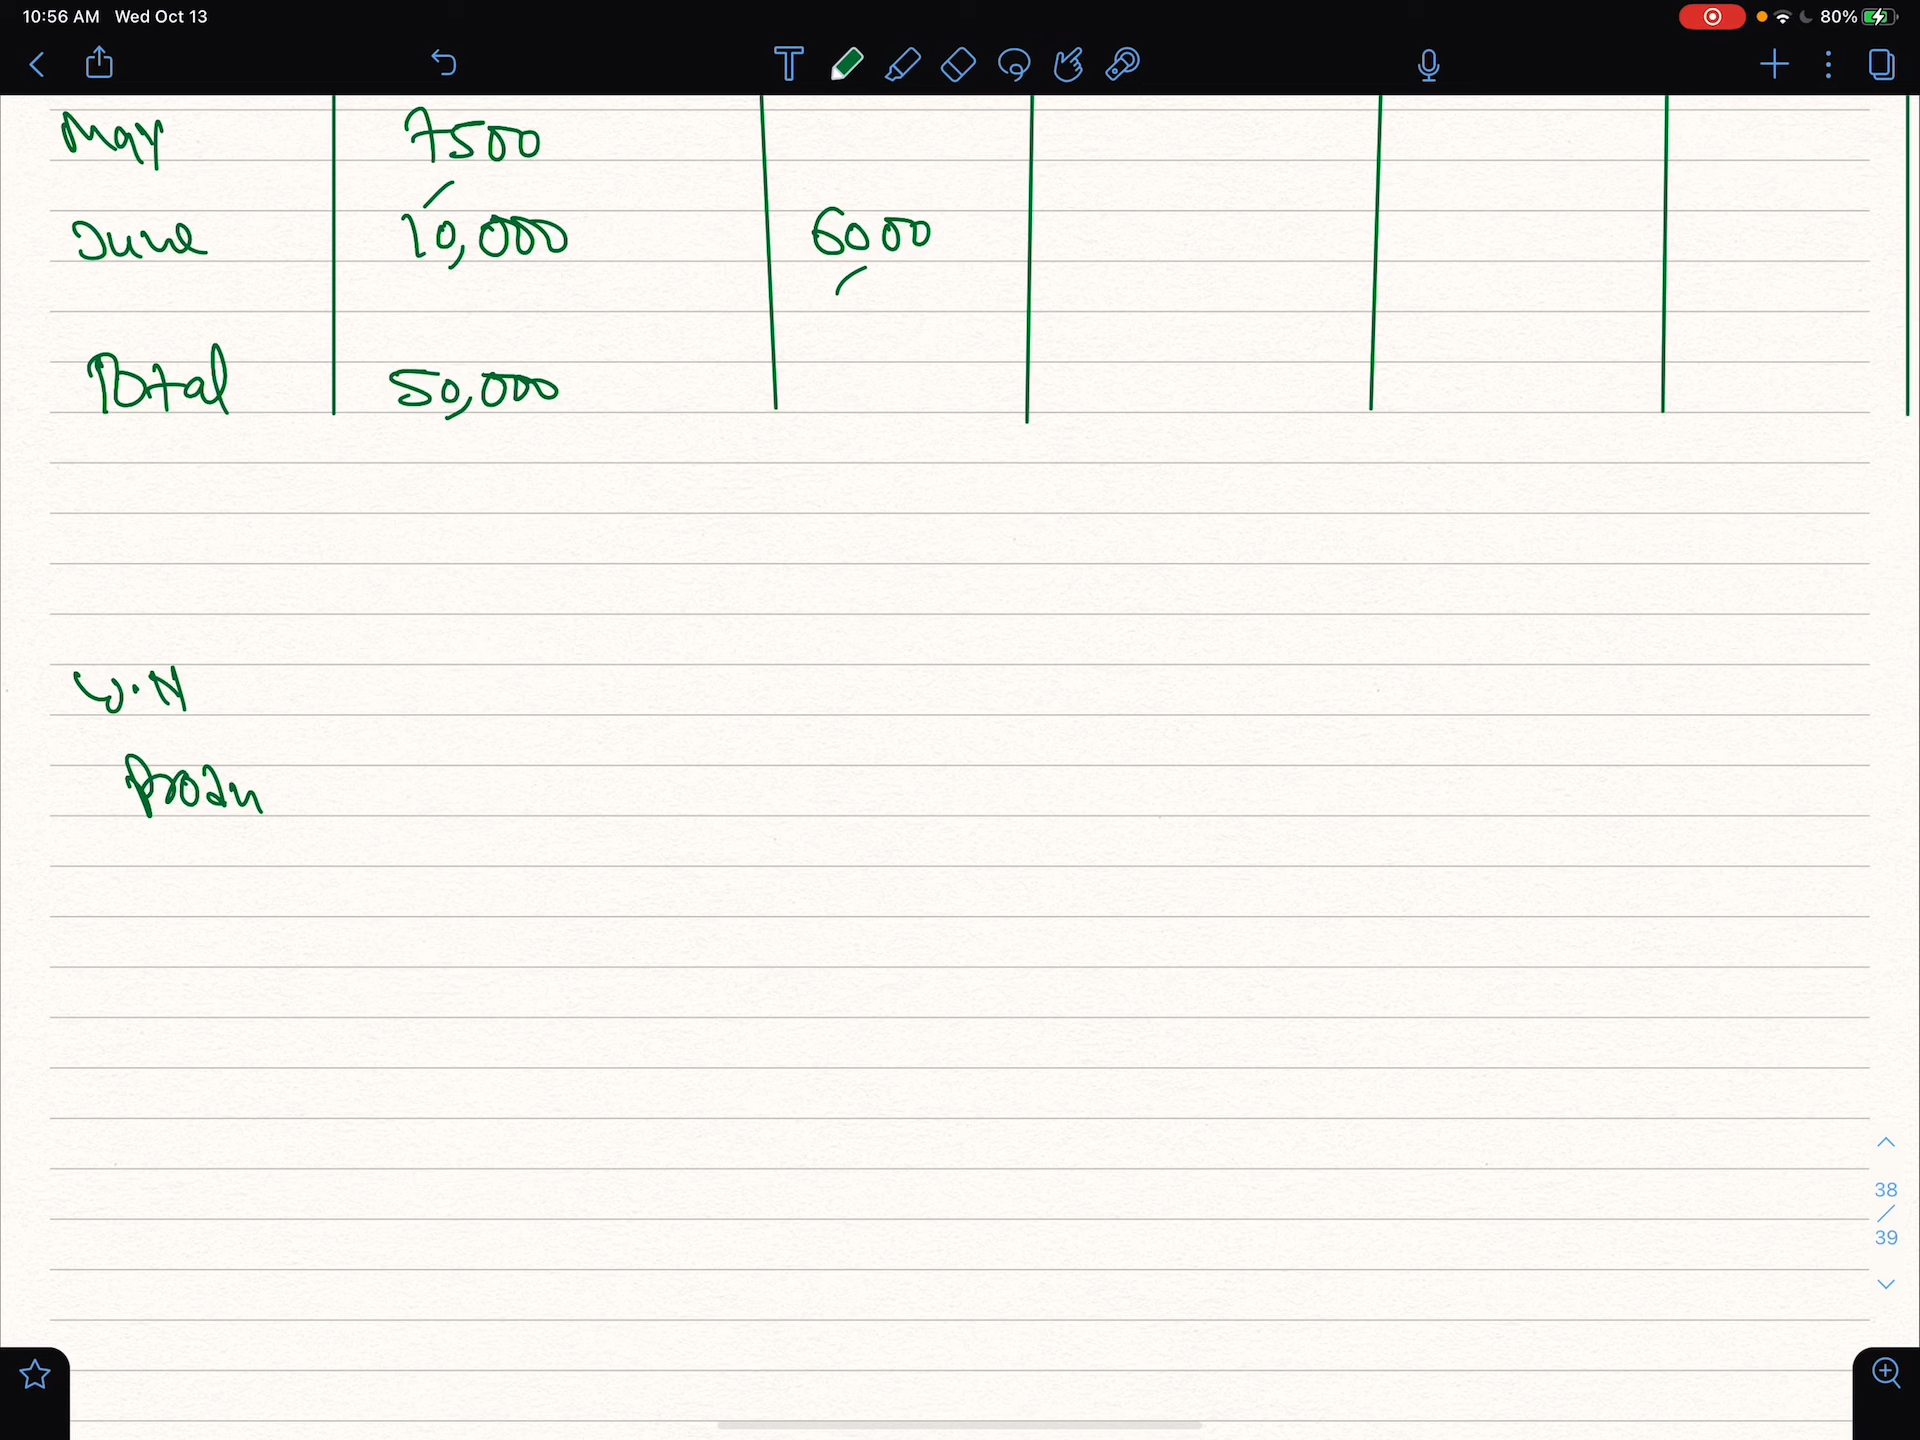 10:56 AM Wed Oct 13 80%
May 7500
June 10,000 6000
Total 50,000
W.N
Prodn
38
/
39